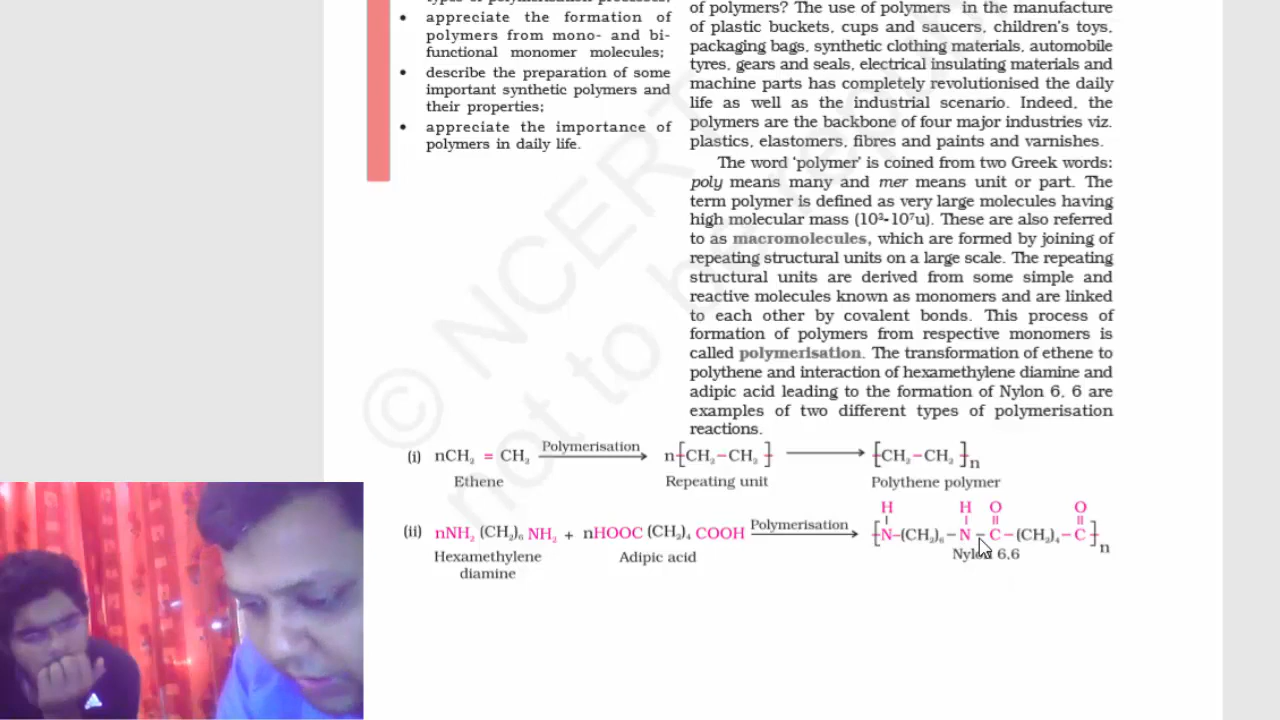 types of polymerisation processes;
• appreciate the formation of
polymers from mono- and bi-
functional monomer molecules;
• describe the preparation of some
important synthetic polymers and
their properties;
• appreciate the importance of
polymers in daily life.
of polymers? The use of polymers in the manufacture
of plastic buckets, cups and saucers, children's toys,
packaging bags, synthetic clothing materials, automobile
tyres, gears and seals, electrical insulating materials and
machine parts has completely revolutionised the daily
life as well as the industrial scenario. Indeed, the
polymers are the backbone of four major industries viz.
plastics, elastomers, fibres and paints and varnishes.
The word 'polymer' is coined from two Greek words:
poly means many and mer means unit or part. The
term polymer is defined as very large molecules having
high molecular mass (10³-10⁷u). These are also referred
to as macromolecules, which are formed by joining of
repeating structural units on a large scale. The repeating
structural units are derived from some simple and
reactive molecules known as monomers and are linked
to each other by covalent bonds. This process of
formation of polymers from respective monomers is
called polymerisation. The transformation of ethene to
polythene and interaction of hexamethylene diamine and
adipic acid leading to the formation of Nylon 6, 6 are
examples of two different types of polymerisation
reactions.
(i) nCH₂ = CH₂ Polymerisation → n[CH₂–CH₂] → [CH₂–CH₂]n
Ethene Repeating unit Polythene polymer
H H O O
(ii) nNH₂ (CH₂)₆ NH₂ + nHOOC (CH₂)₄ COOH Polymerisation → [N–(CH₂)₆–N–C–(CH₂)₄–C]n
Hexamethylene Adipic acid Nylon 6,6
diamine
© NCERT
not to be